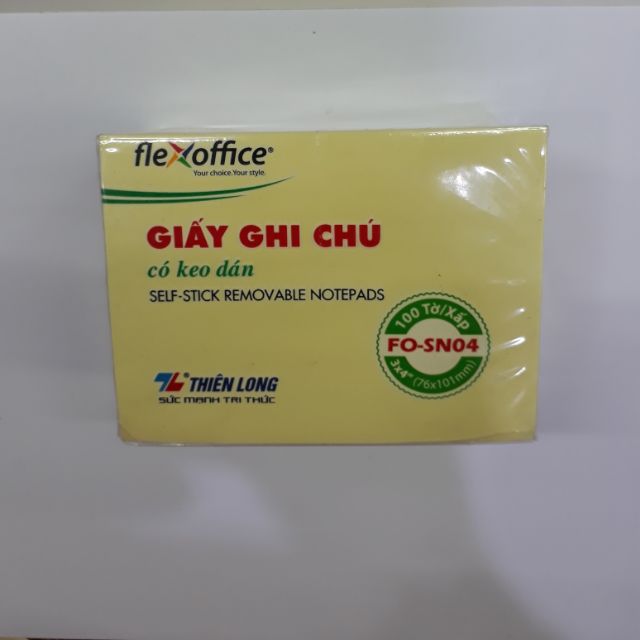 flexoffice®
Your choice.Your style.
GIẤY GHI CHÚ
có keo dán
SELF-STICK REMOVABLE NOTEPADS
100 Tờ/Xấp
FO-SN04
3x4" (76x101mm)
TL THIÊN LONG
SỨC MẠNH TRI THỨC